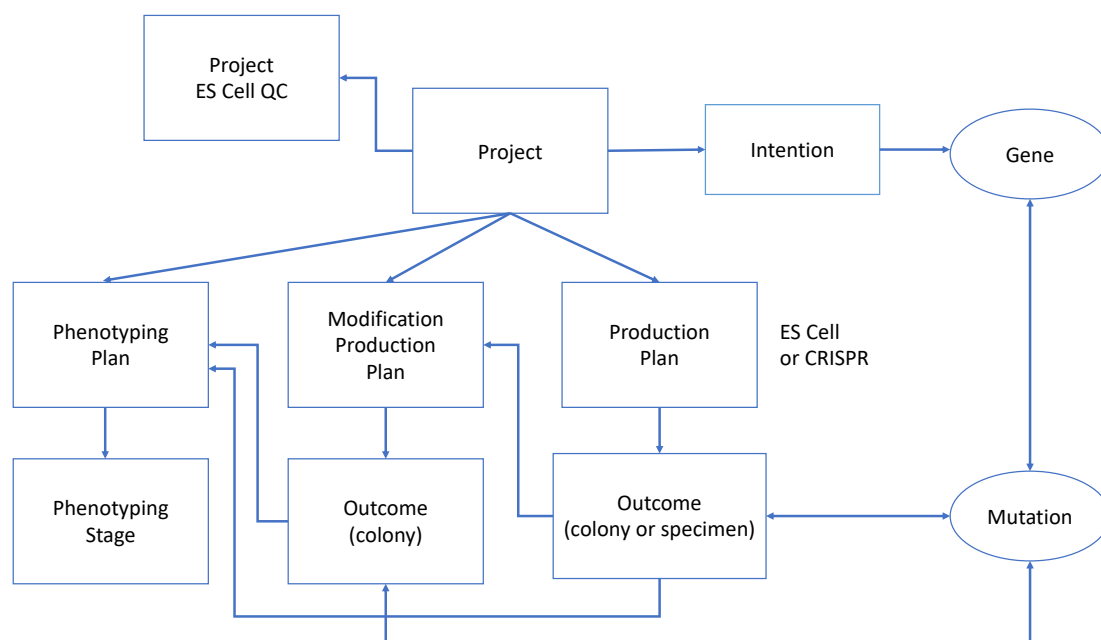 Project
ES Cell QC
Project
Intention
Gene
Phenotyping
Plan
Modification
Production
Plan
Production
Plan
ES Cell
or CRISPR
Phenotyping
Stage
Outcome
(colony)
Outcome
(colony or specimen)
Mutation